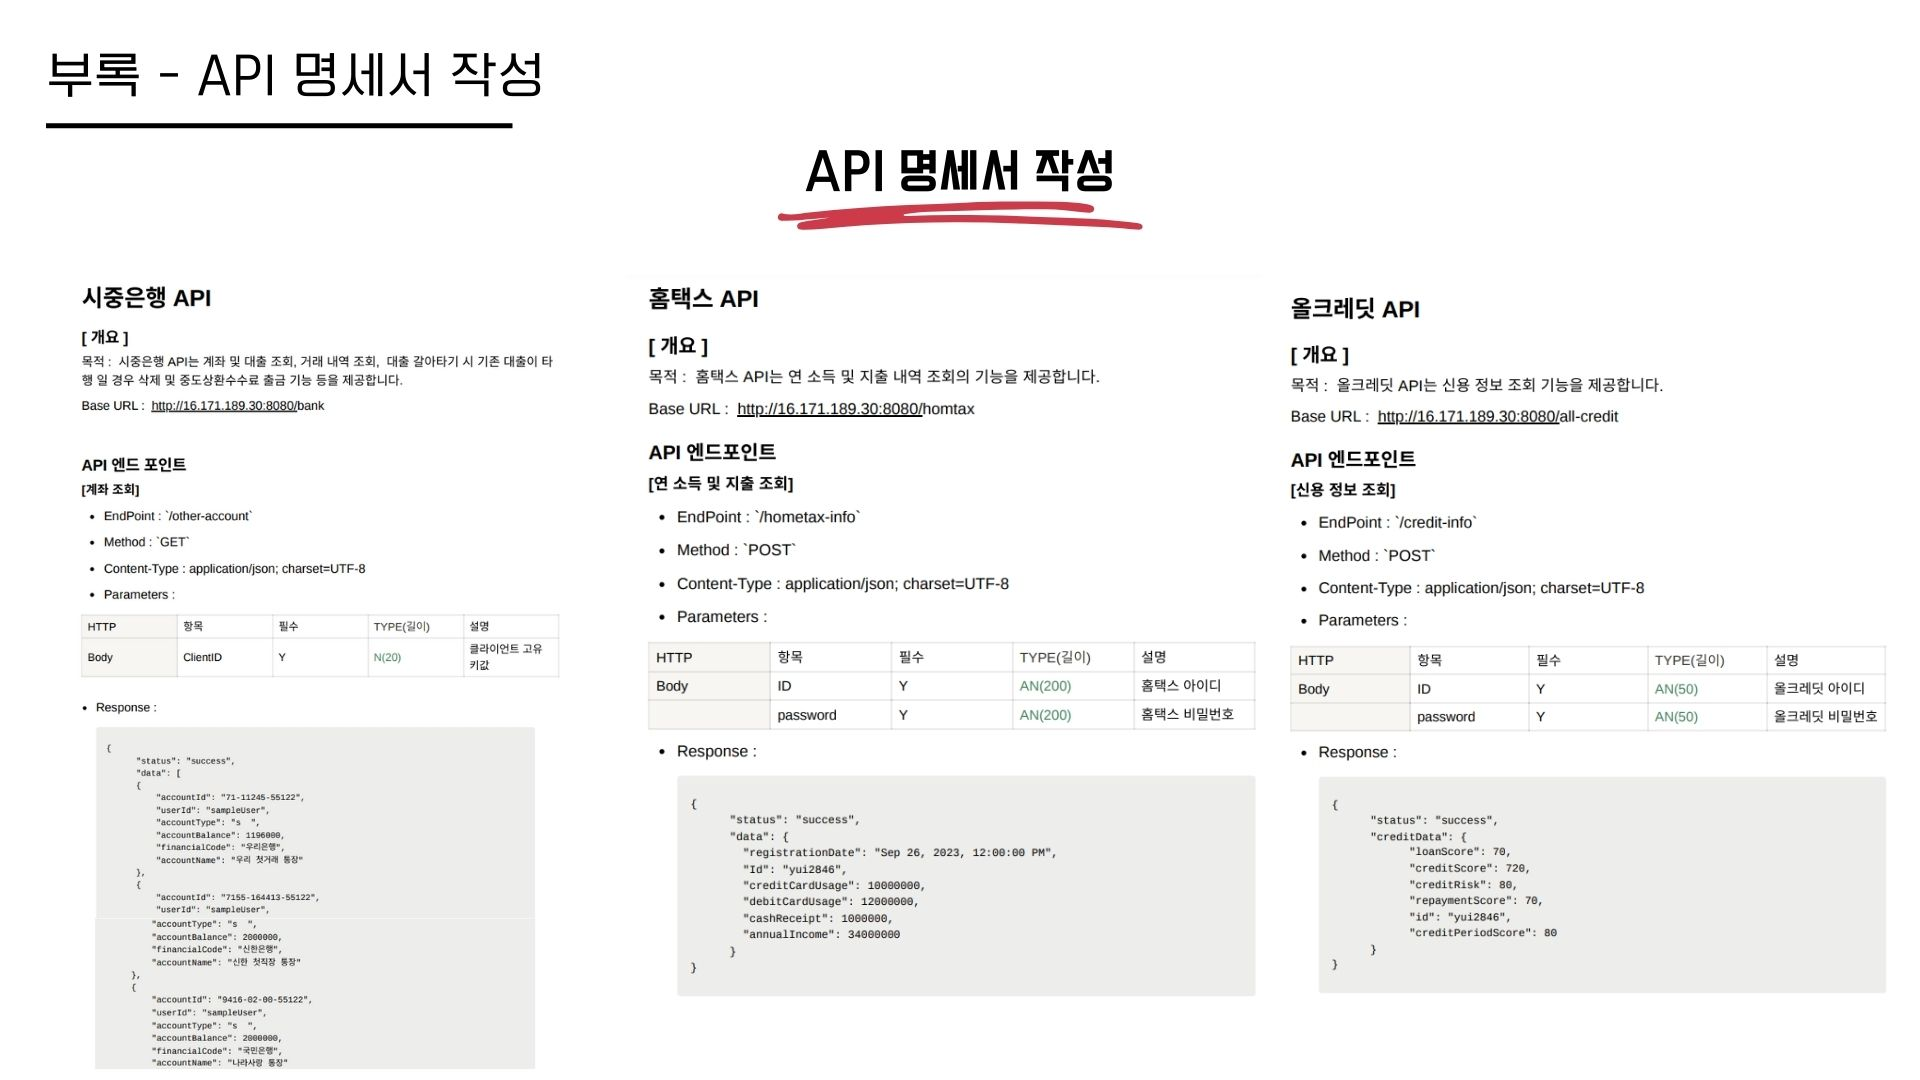 부록 - API 명세서 작성
API 명세서 작성
시중은행 API
[ 개요 ]
목적 :  시중은행 API는 계좌 및 대출 조회, 거래 내역 조회,  대출 갈아타기 시 기존 대출이 타
행 일 경우 삭제 및 중도상환수수료 출금 기능 등을 제공합니다.
Base URL :  http://16.171.189.30:8080/bank
API 엔드 포인트
[계좌 조회]
• EndPoint : `/other-account`
• Method : `GET`
• Content-Type : application/json; charset=UTF-8
• Parameters :
HTTP 항목 필수 TYPE(길이) 설명
Body ClientID Y N(20) 클라이언트 고유
키값
• Response :
{
"status": "success",
"data": [
{
"accountId": "71-11245-55122",
"userId": "sampleUser",
"accountType": "s  ",
"accountBalance": 1196000,
"financialCode": "우리은행",
"accountName": "우리 첫거래 통장"
},
{
"accountId": "7155-164413-55122",
"userId": "sampleUser",
"accountType": "s  ",
"accountBalance": 2000000,
"financialCode": "신한은행",
"accountName": "신한 첫직장 통장"
},
{
"accountId": "9416-02-00-55122",
"userId": "sampleUser",
"accountType": "s  ",
"accountBalance": 2000000,
"financialCode": "국민은행",
"accountName": "나라사랑 통장"
홈택스 API
[ 개요 ]
목적 :  홈택스 API는 연 소득 및 지출 내역 조회의 기능을 제공합니다.
Base URL :  http://16.171.189.30:8080/homtax
API 엔드포인트
[연 소득 및 지출 조회]
• EndPoint : `/hometax-info`
• Method : `POST`
• Content-Type : application/json; charset=UTF-8
• Parameters :
HTTP 항목 필수 TYPE(길이) 설명
Body ID Y AN(200) 홈택스 아이디
password Y AN(200) 홈택스 비밀번호
• Response :
{
"status": "success",
"data": {
"registrationDate": "Sep 26, 2023, 12:00:00 PM",
"Id": "yui2846",
"creditCardUsage": 10000000,
"debitCardUsage": 12000000,
"cashReceipt": 1000000,
"annualIncome": 34000000
}
}
올크레딧 API
[ 개요 ]
목적 :  올크레딧 API는 신용 정보 조회 기능을 제공합니다.
Base URL :  http://16.171.189.30:8080/all-credit
API 엔드포인트
[신용 정보 조회]
• EndPoint : `/credit-info`
• Method : `POST`
• Content-Type : application/json; charset=UTF-8
• Parameters :
HTTP 항목 필수 TYPE(길이) 설명
Body ID Y AN(50) 올크레딧 아이디
password Y AN(50) 올크레딧 비밀번호
• Response :
{
"status": "success",
"creditData": {
"loanScore": 70,
"creditScore": 720,
"creditRisk": 80,
"repaymentScore": 70,
"id": "yui2846",
"creditPeriodScore": 80
}
}